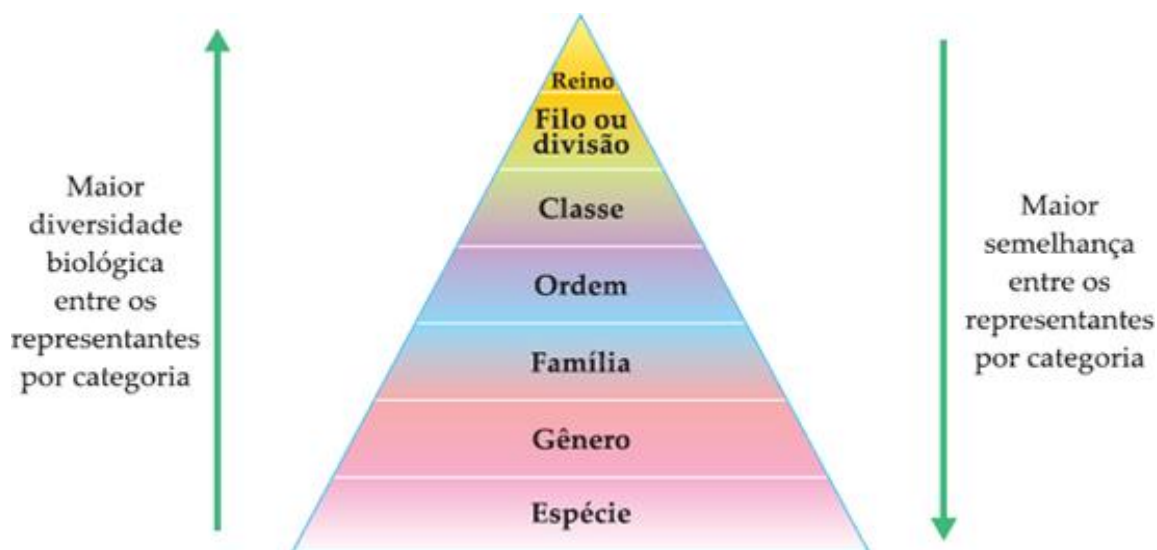 Reino
Filo ou
divisão
Classe
Ordem
Família
Gênero
Espécie
Maior
diversidade
biológica
entre os
representantes
por categoria
Maior
semelhança
entre os
representantes
por categoria